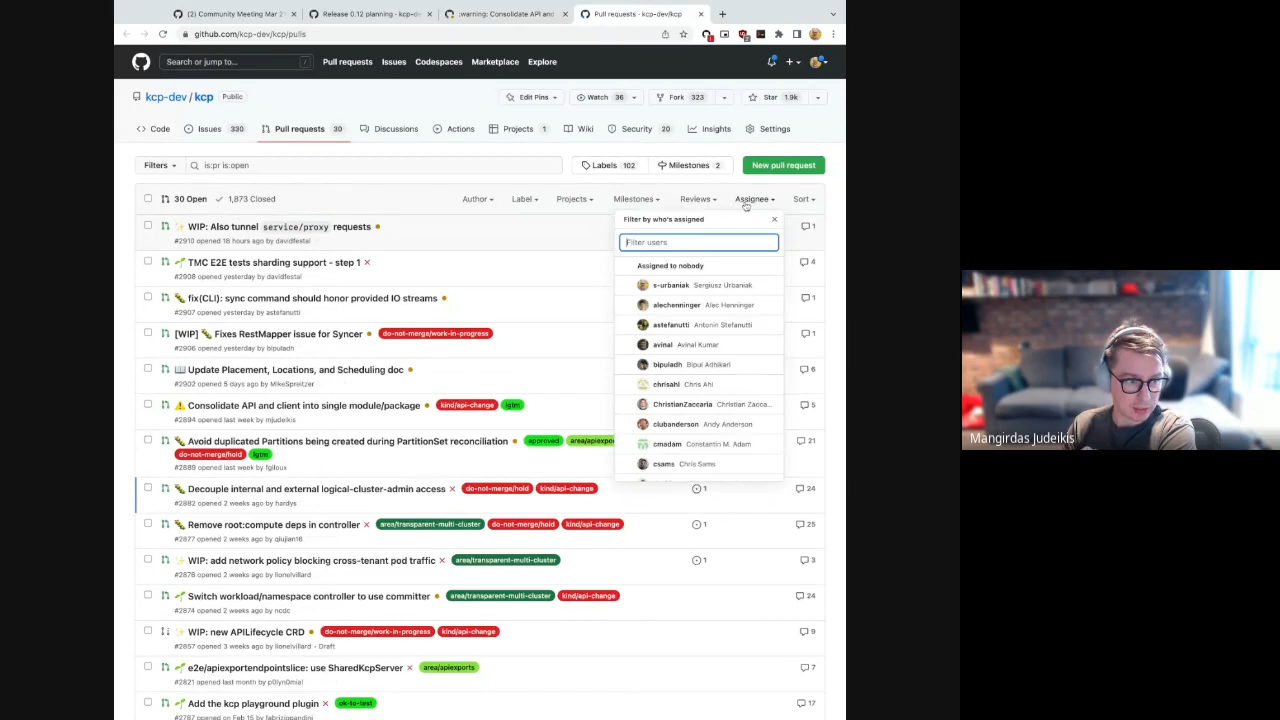 (2) Community Meeting Mar 2
Release 0.12 planning - kcp-de
:warning: Consolidate API and
Pull requests - kcp-dev/kcp
github.com/kcp-dev/kcp/pulls
Search or jump to...
/
Pull requests
Issues
Codespaces
Marketplace
Explore
kcp-dev / kcp
Public
Edit Pins
Watch 36
Fork 323
Star 1.9k
Code
Issues 330
Pull requests 30
Discussions
Actions
Projects 1
Wiki
Security 20
Insights
Settings
Filters
is:pr is:open
Labels 102
Milestones 2
New pull request
30 Open
1,873 Closed
Author
Label
Projects
Milestones
Reviews
Assignee
Sort
Filter by who's assigned
Filter users
Assigned to nobody
s-urbaniak Sergiusz Urbaniak
alechenninger Alec Henninger
astefanutti Antonin Stefanutti
avinal Avinal Kumar
bipuladh Bipul Adhikari
chrisahl Chris Ahl
ChristianZaccaria Christian Zacca...
clubanderson Andy Anderson
cmadam Constantin M. Adam
csams Chris Sams
WIP: Also tunnel service/proxy requests
1
#2910 opened 18 hours ago by davidfestal
TMC E2E tests sharding support - step 1
4
#2908 opened yesterday by davidfestal
fix(CLI): sync command should honor provided IO streams
1
#2907 opened yesterday by astefanutti
[WIP] Fixes RestMapper issue for Syncer do-not-merge/work-in-progress
1
#2906 opened yesterday by bipuladh
Update Placement, Locations, and Scheduling doc
6
#2902 opened 5 days ago by MikeSpreitzer
Consolidate API and client into single module/package kind/api-change lgtm
5
#2894 opened last week by mjudeikis
Avoid duplicated Partitions being created during PartitionSet reconciliation approved area/apiexpor
21
do-not-merge/hold lgtm
#2889 opened last week by fgiloux
Decouple internal and external logical-cluster-admin access do-not-merge/hold kind/api-change
1
24
#2882 opened 2 weeks ago by hardys
Remove root:compute deps in controller area/transparent-multi-cluster do-not-merge/hold kind/api-change
1
25
#2877 opened 2 weeks ago by qiujian16
WIP: add network policy blocking cross-tenant pod traffic area/transparent-multi-cluster
1
3
#2876 opened 2 weeks ago by lionelvillard
Switch workload/namespace controller to use committer area/transparent-multi-cluster kind/api-change
24
#2874 opened 2 weeks ago by ncdc
WIP: new APILifecycle CRD do-not-merge/work-in-progress kind/api-change
9
#2857 opened 3 weeks ago by lionelvillard • Draft
e2e/apiexportendpointslice: use SharedKcpServer area/apiexports
7
#2821 opened last month by p0lyn0mial
Add the kcp playground plugin ok-to-test
17
#2787 opened on Feb 15 by fabriziopandini
Mangirdas Judeikis